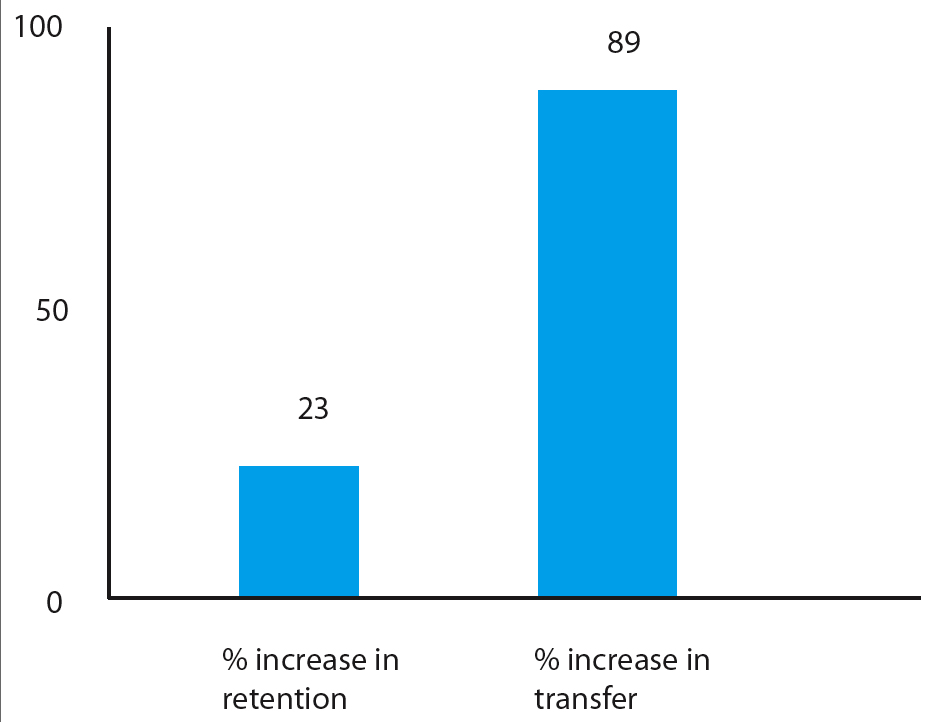 100
89
50
23
0
% increase in
retention
% increase in
transfer